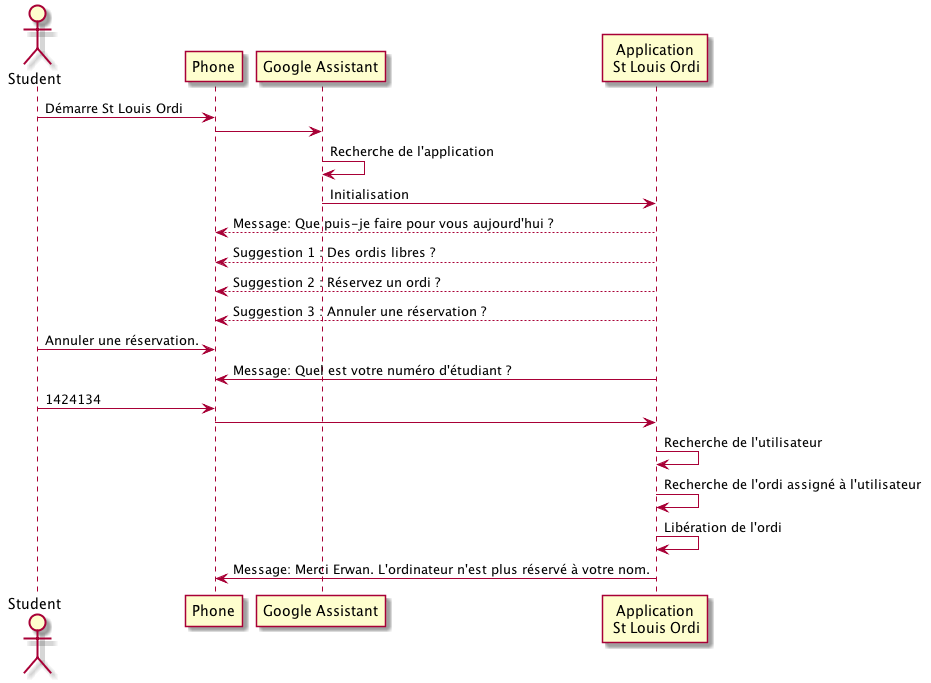 Student
Phone
Google Assistant
Application
St Louis Ordi
Démarre St Louis Ordi
Recherche de l'application
Initialisation
Message: Que puis-je faire pour vous aujourd'hui ?
Suggestion 1 : Des ordis libres ?
Suggestion 2 : Réservez un ordi ?
Suggestion 3 : Annuler une réservation ?
Annuler une réservation.
Message: Quel est votre numéro d'étudiant ?
1424134
Recherche de l'utilisateur
Recherche de l'ordi assigné à l'utilisateur
Libération de l'ordi
Message: Merci Erwan. L'ordinateur n'est plus réservé à votre nom.
Student
Phone
Google Assistant
Application
St Louis Ordi